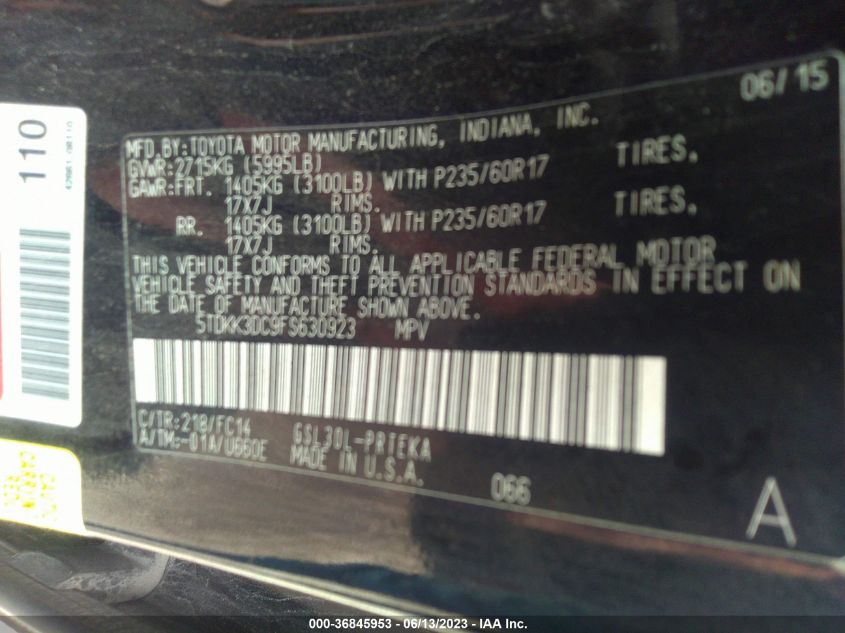 06/15
MFD.BY:TOYOTA MOTOR MANUFACTURING, INDIANA, INC.
GVWR:2715KG (5995LB)
GAWR:FRT. 1405KG (3100LB) WITH P235/60R17 TIRES,
17X7J RIMS.
RR. 1405KG (3100LB) WITH P235/60R17 TIRES,
17X7J RIMS.
THIS VEHICLE CONFORMS TO ALL APPLICABLE FEDERAL MOTOR
VEHICLE SAFETY AND THEFT PREVENTION STANDARDS IN EFFECT ON
THE DATE OF MANUFACTURE SHOWN ABOVE.
5TDKK3DC9FS630923 MPV
C/TR:218/FC14 GSL30L-PRTEKA
A/TM:-01A/U660E MADE IN U.S.A.
066
A
110
000-36845953 - 06/13/2023 - IAA Inc.